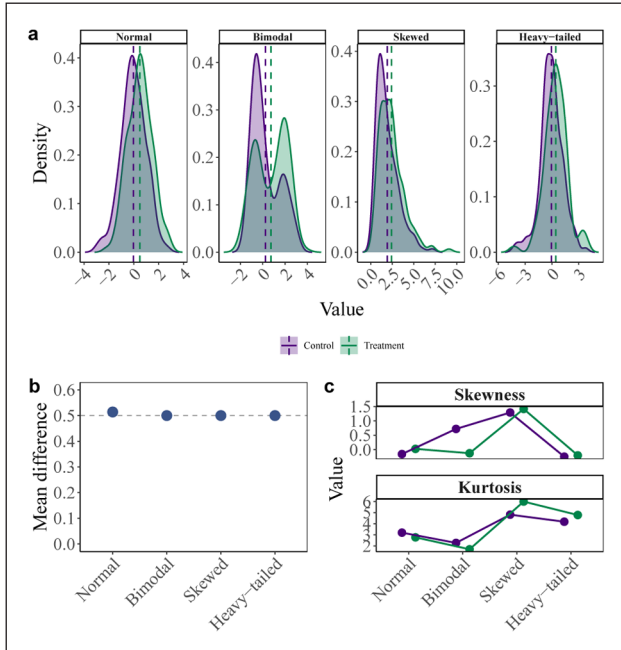 a
Normal
Bimodal
Skewed
Heavy−tailed
Density
0.4
0.3
0.2
0.1
0.0
−4
−2
0
2
4
0.4
0.3
0.2
0.1
0.0
−2
0
2
4
0.4
0.3
0.2
0.1
0.0
0.0
2.5
5.0
7.5
10.0
0.3
0.2
0.1
0.0
−6
−3
0
3
Value
Control
Treatment
b
Mean difference
0.6
0.5
0.4
0.3
0.2
0.1
0.0
Normal
Bimodal
Skewed
Heavy−tailed
c
Value
Skewness
1.5
1.0
0.5
0.0
Kurtosis
6
5
4
3
2
Normal
Bimodal
Skewed
Heavy−tailed